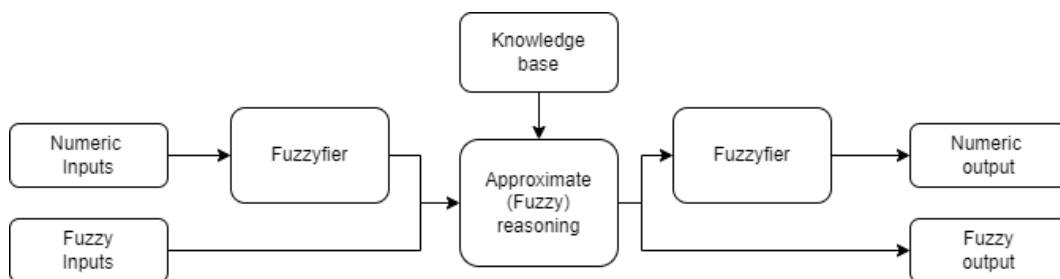 Knowledge
base
Numeric
Inputs
Fuzzyfier
Approximate
(Fuzzy)
reasoning
Fuzzyfier
Numeric
output
Fuzzy
Inputs
Fuzzy
output